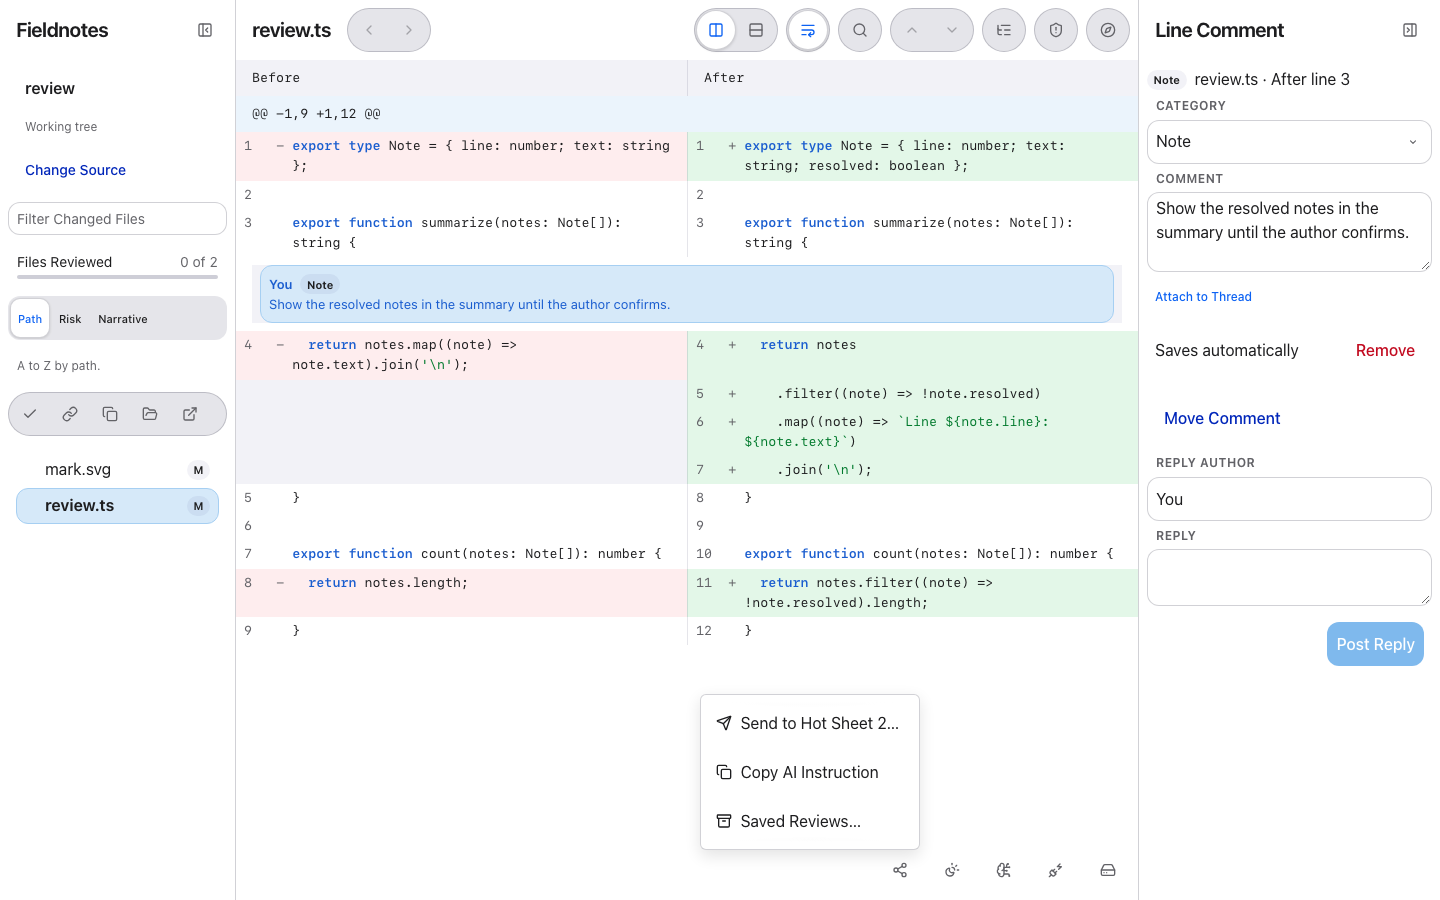 Fieldnotes
review
Working tree
Change Source
Filter Changed Files
Files Reviewed 0 of 2
Path Risk Narrative
A to Z by path.
mark.svg M
review.ts M
review.ts
Before After
@@ −1,9 +1,12 @@
1 − export type Note = { line: number; text: string
};
1 + export type Note = { line: number; text:
string; resolved: boolean };
2 2
3 export function summarize(notes: Note[]):
string {
3 export function summarize(notes: Note[]):
string {
You Note
Show the resolved notes in the summary until the author confirms.
4 − return notes.map((note) =>
note.text).join('\n');
4 + return notes
5 + .filter((note) => !note.resolved)
6 + .map((note) => `Line ${note.line}:
${note.text}`)
7 + .join('\n');
5 } 8 }
6 9
7 export function count(notes: Note[]): number {
10 export function count(notes: Note[]): number {
8 − return notes.length;
11 + return notes.filter((note) =>
!note.resolved).length;
9 } 12 }
Send to Hot Sheet 2...
Copy AI Instruction
Saved Reviews...
Line Comment
Note review.ts · After line 3
CATEGORY
Note
COMMENT
Show the resolved notes in the
summary until the author confirms.
Attach to Thread
Saves automatically Remove
Move Comment
REPLY AUTHOR
You
REPLY
Post Reply